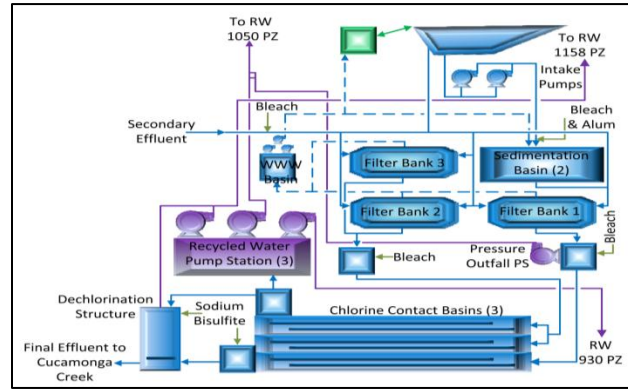 To RW
1050 PZ
To RW
1158 PZ
Intake
Pumps
Bleach
Bleach
& Alum
Secondary
Effluent
WWW
Basin
Filter Bank 3
Sedimentation
Basin (2)
Filter Bank 2
Filter Bank 1
Bleach
Recycled Water
Pump Station (3)
Bleach
Pressure
Outfall PS
Dechlorination
Structure
Sodium
Bisulfite
Chlorine Contact Basins (3)
Final Effluent to
Cucamonga
Creek
RW
930 PZ